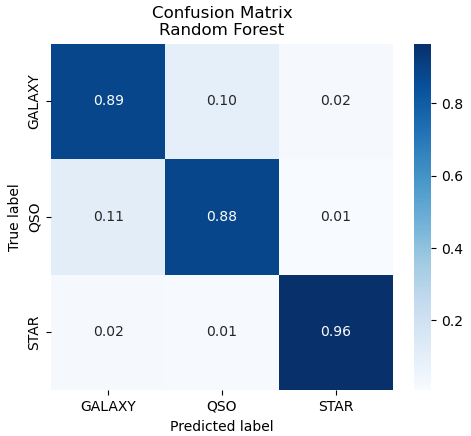 Confusion Matrix
Random Forest
True label
GALAXY
0.89 0.10 0.02
QSO
0.11 0.88 0.01
STAR
0.02 0.01 0.96
GALAXY QSO STAR
Predicted label
0.8
0.6
0.4
0.2